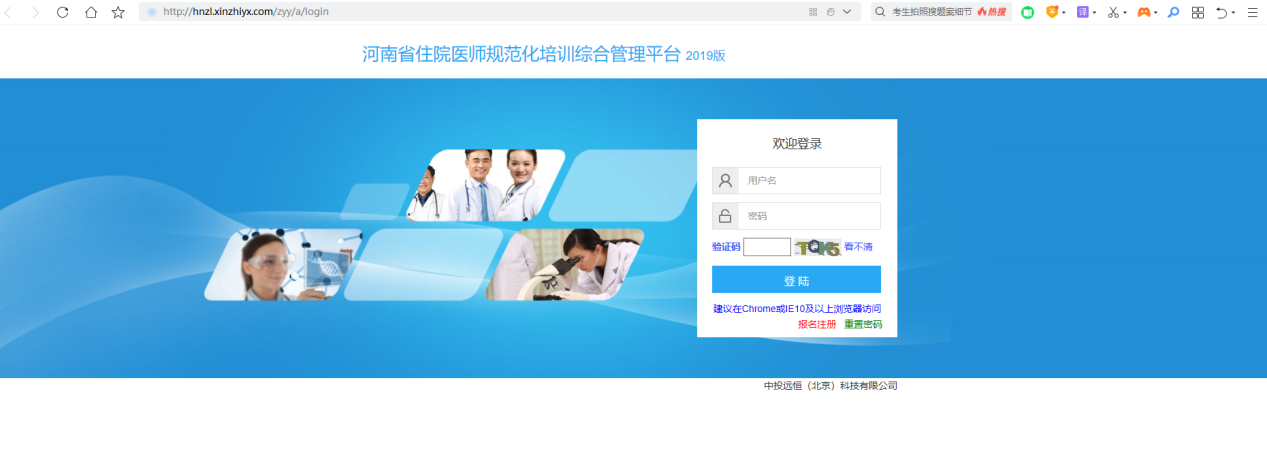 http://hnzl.xinzhiyx.com/zyy/a/login
考生拍照搜题案细节 热搜
河南省住院医师规范化培训综合管理平台 2019版
欢迎登录
用户名
密码
验证码 TQK5 看不清
登 陆
建议在Chrome或IE10及以上浏览器访问
报名注册 重置密码
中投远恒（北京）科技有限公司